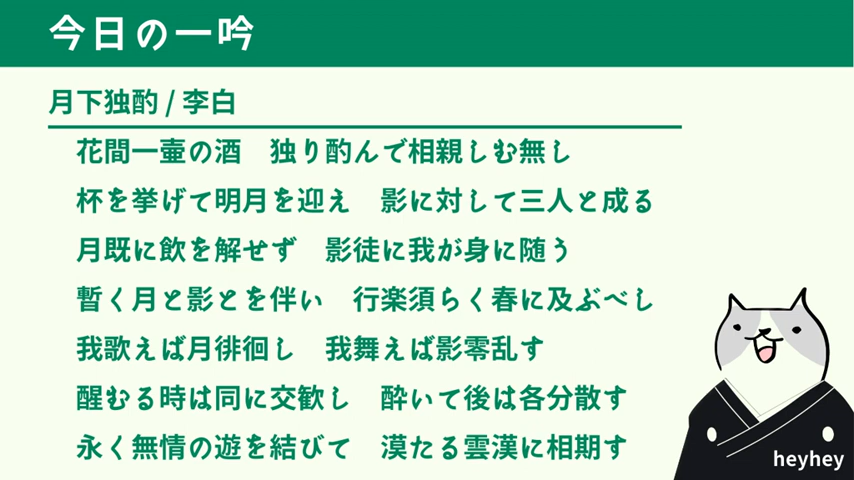 今日の一吟
月下独酌 / 李白
花間一壷の酒　独り酌んで相親しむ無し
杯を挙げて明月を迎え　影に対して三人と成る
月既に飲を解せず　影徒に我が身に随う
暫く月と影とを伴い　行楽須らく春に及ぶべし
我歌えば月徘徊し　我舞えば影零乱す
醒むる時は同に交歓し　酔いて後は各分散す
永く無情の遊を結びて　漠たる雲漢に相期す
heyhey